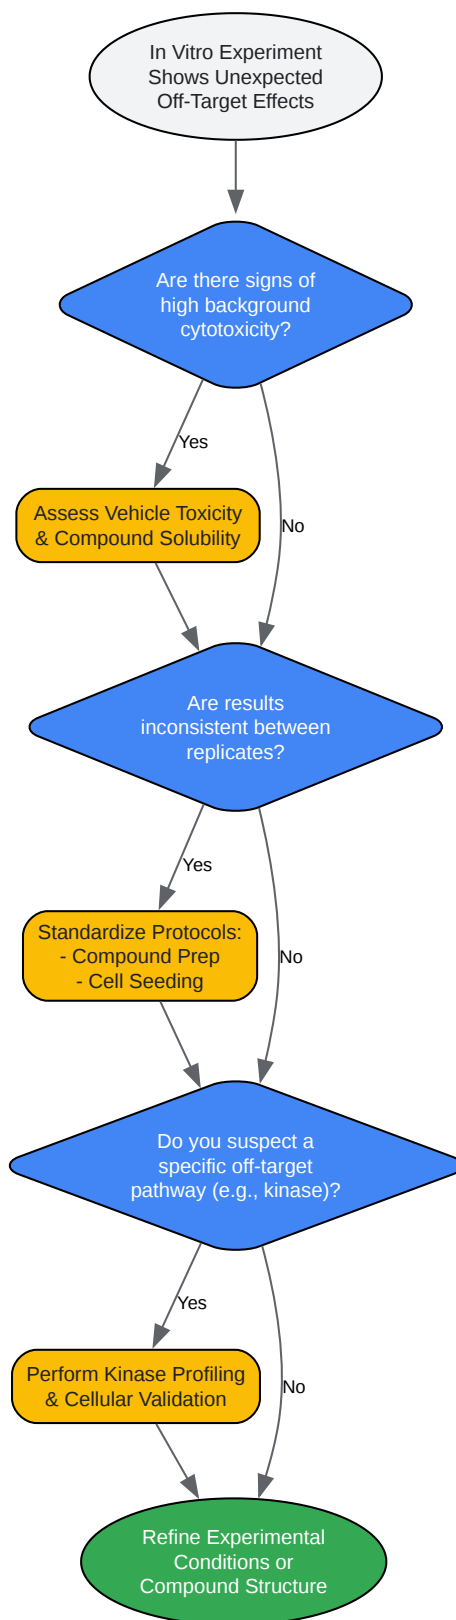 In Vitro Experiment
Shows Unexpected
Off-Target Effects
Are there signs of
high background
cytotoxicity?
Yes
Assess Vehicle Toxicity
& Compound Solubility
No
Are results
inconsistent between
replicates?
Yes
Standardize Protocols:
- Compound Prep
- Cell Seeding
No
Do you suspect a
specific off-target
pathway (e.g., kinase)?
Yes
Perform Kinase Profiling
& Cellular Validation
No
Refine Experimental
Conditions or
Compound Structure